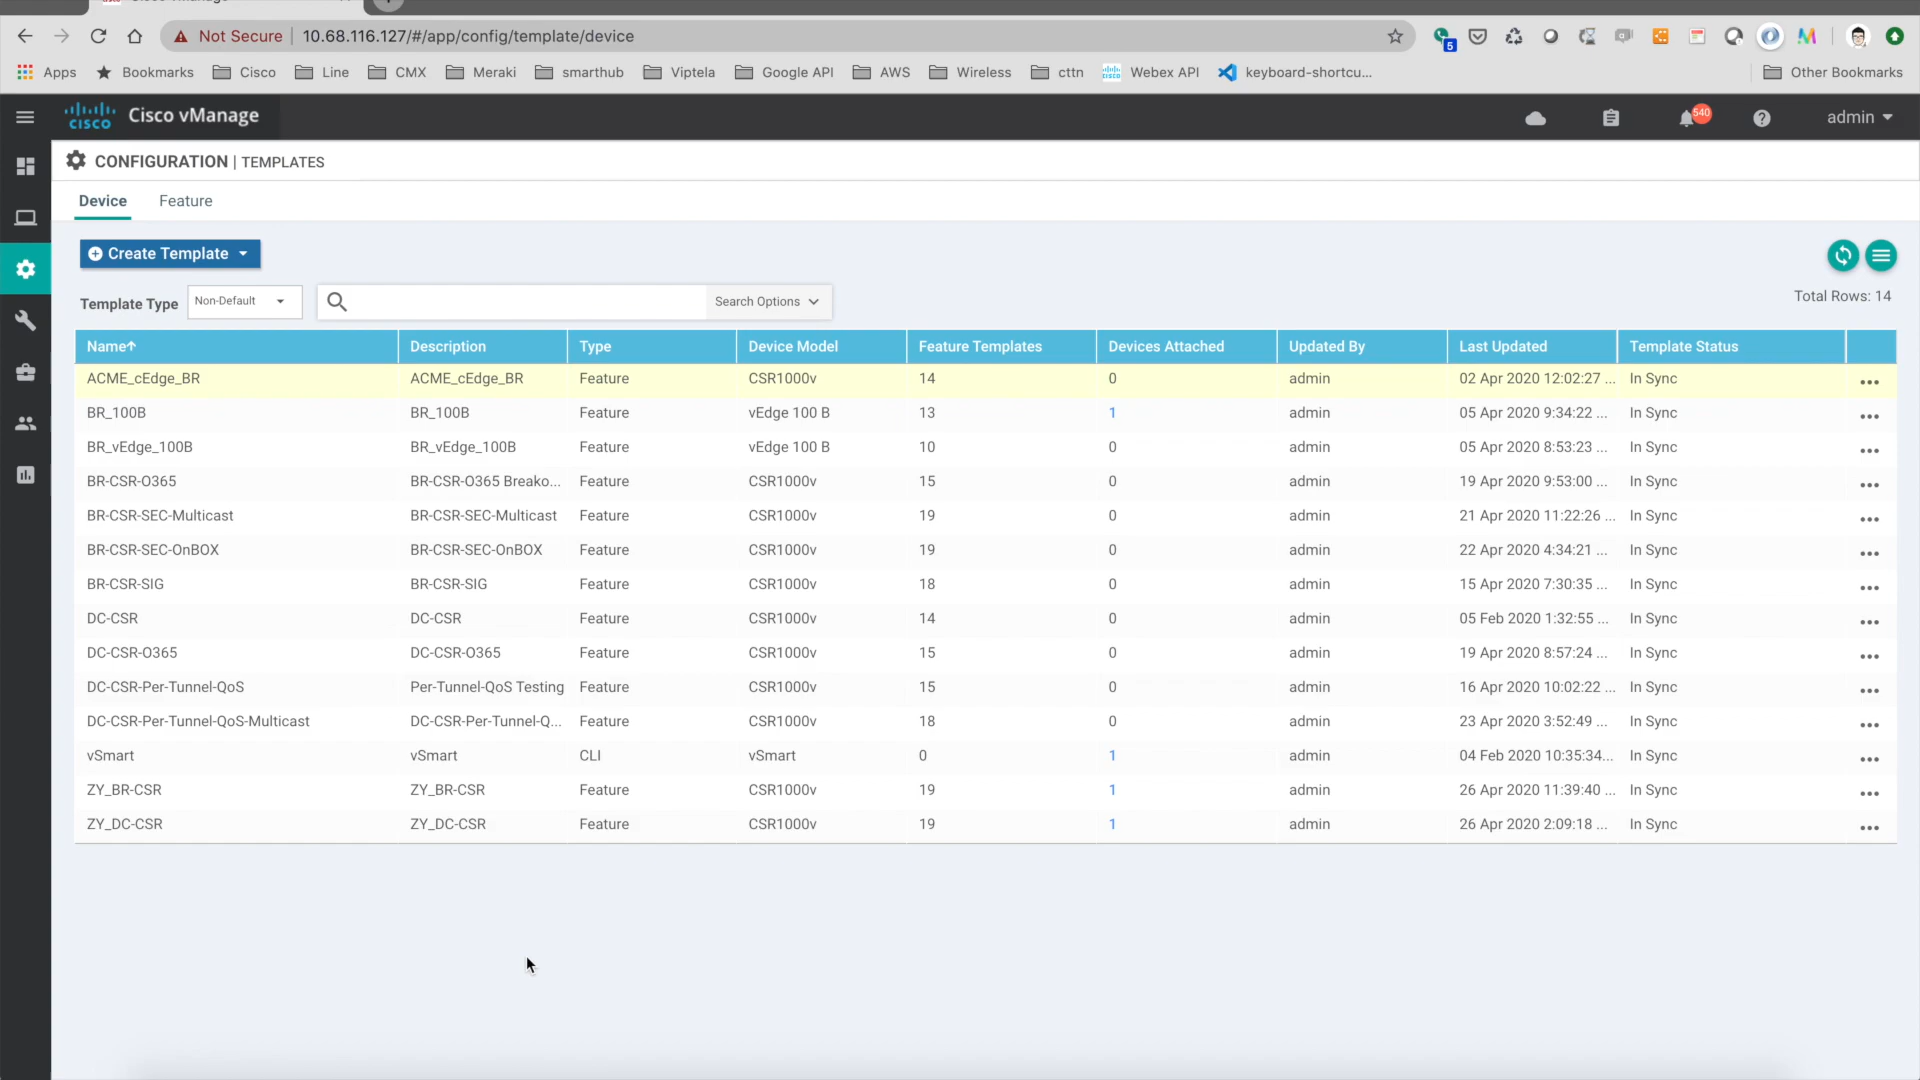 Not Secure 10.68.116.127/#/app/config/template/device 5
Apps Bookmarks Cisco Line CMX Meraki smarthub Viptela Google API AWS Wireless cttn Webex API keyboard-shortcu... Other Bookmarks
cisco Cisco vManage 540 admin
CONFIGURATION | TEMPLATES
Device Feature
Create Template
Template Type Non-Default Search Options Total Rows: 14
Name Description Type Device Model Feature Templates Devices Attached Updated By Last Updated Template Status
ACME_cEdge_BR ACME_cEdge_BR Feature CSR1000v 14 0 admin 02 Apr 2020 12:02:27 ... In Sync
BR_100B BR_100B Feature vEdge 100 B 13 1 admin 05 Apr 2020 9:34:22 ... In Sync
BR_vEdge_100B BR_vEdge_100B Feature vEdge 100 B 10 0 admin 05 Apr 2020 8:53:23 ... In Sync
BR-CSR-O365 BR-CSR-O365 Breako... Feature CSR1000v 15 0 admin 19 Apr 2020 9:53:00 ... In Sync
BR-CSR-SEC-Multicast BR-CSR-SEC-Multicast Feature CSR1000v 19 0 admin 21 Apr 2020 11:22:26 ... In Sync
BR-CSR-SEC-OnBOX BR-CSR-SEC-OnBOX Feature CSR1000v 19 0 admin 22 Apr 2020 4:34:21 ... In Sync
BR-CSR-SIG BR-CSR-SIG Feature CSR1000v 18 0 admin 15 Apr 2020 7:30:35 ... In Sync
DC-CSR DC-CSR Feature CSR1000v 14 0 admin 05 Feb 2020 1:32:55 ... In Sync
DC-CSR-O365 DC-CSR-O365 Feature CSR1000v 15 0 admin 19 Apr 2020 8:57:24 ... In Sync
DC-CSR-Per-Tunnel-QoS Per-Tunnel-QoS Testing Feature CSR1000v 15 0 admin 16 Apr 2020 10:02:22 ... In Sync
DC-CSR-Per-Tunnel-QoS-Multicast DC-CSR-Per-Tunnel-Q... Feature CSR1000v 18 0 admin 23 Apr 2020 3:52:49 ... In Sync
vSmart vSmart CLI vSmart 0 1 admin 04 Feb 2020 10:35:34... In Sync
ZY_BR-CSR ZY_BR-CSR Feature CSR1000v 19 1 admin 26 Apr 2020 11:39:40 ... In Sync
ZY_DC-CSR ZY_DC-CSR Feature CSR1000v 19 1 admin 26 Apr 2020 2:09:18 ... In Sync